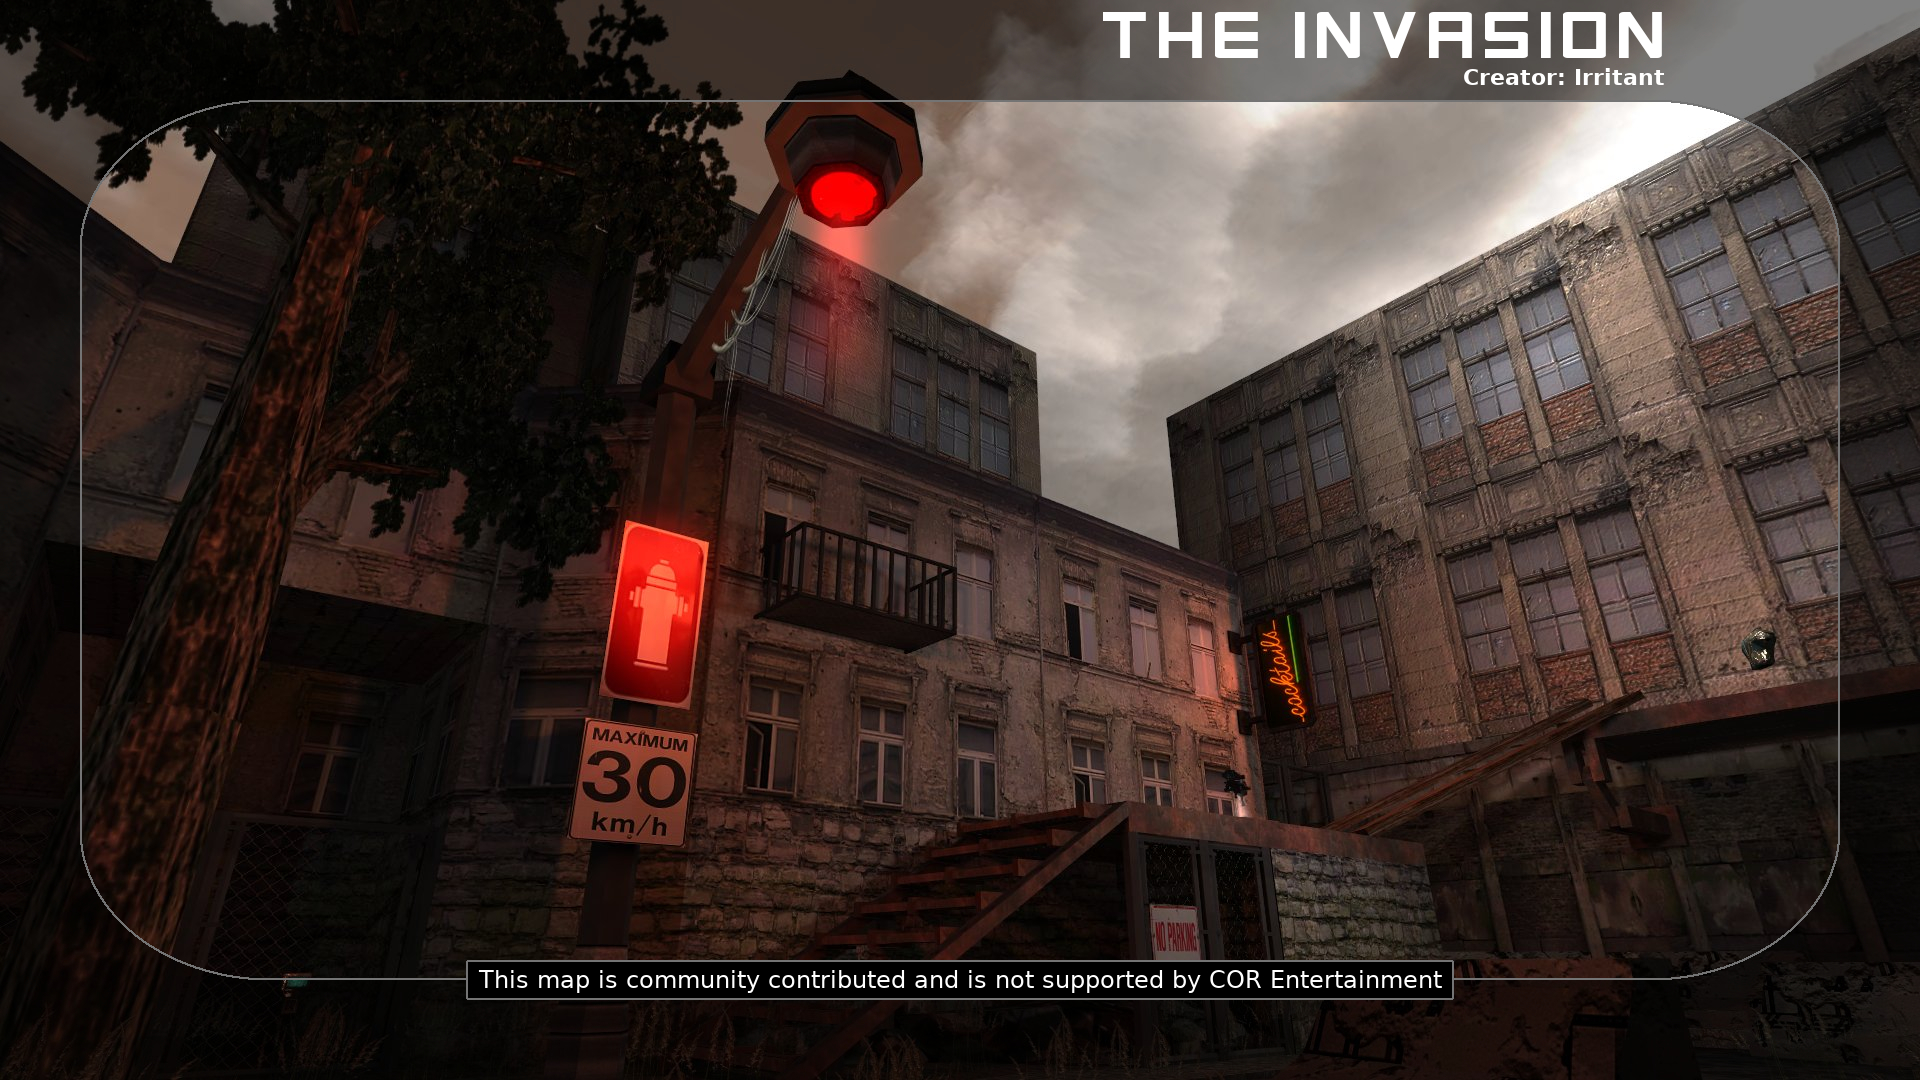 THE INVASION
Creator: Irritant
cocktails
MAXIMUM
30
km/h
NO PARKING
This map is community contributed and is not supported by COR Entertainment